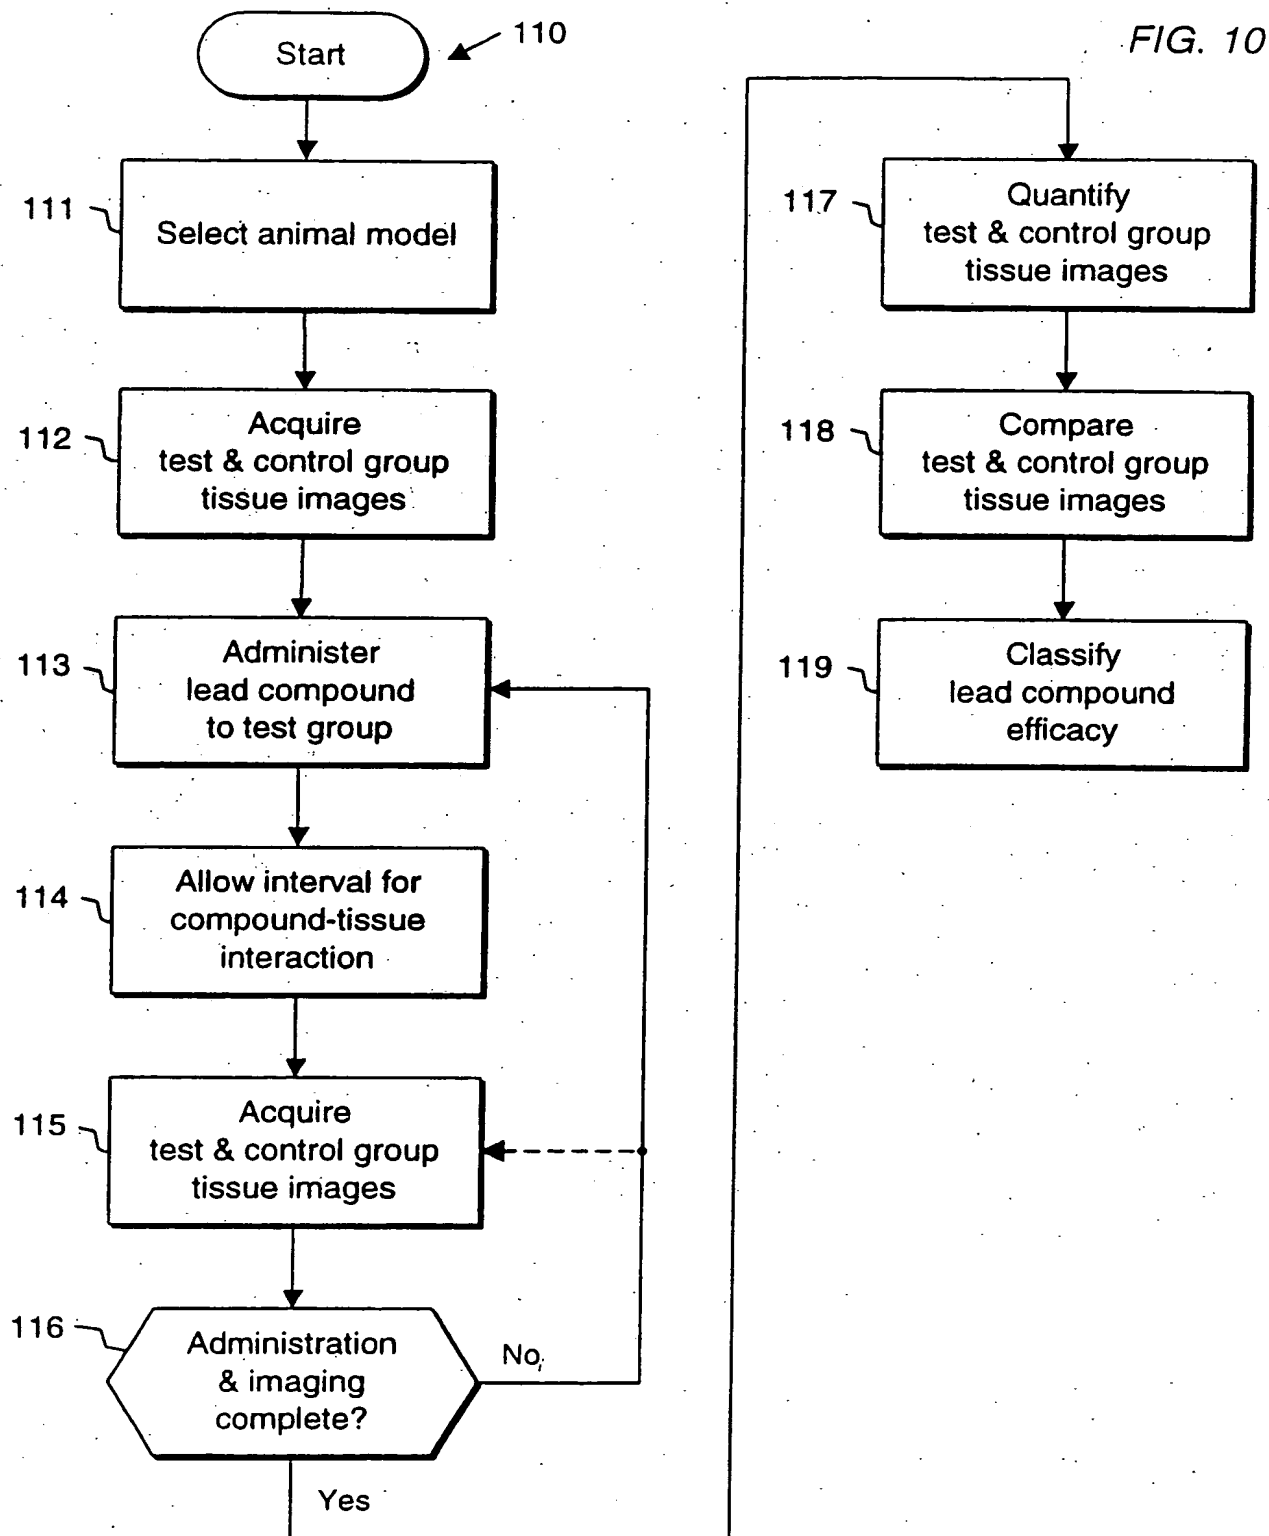 FIG. 10
110
Start
111
Select animal model
112
Acquire
test & control group
tissue images
113
Administer
lead compound
to test group
114
Allow interval for
compound-tissue
interaction
115
Acquire
test & control group
tissue images
116
Administration
& imaging
complete?
No
Yes
117
Quantify
test & control group
tissue images
118
Compare
test & control group
tissue images
119
Classify
lead compound
efficacy